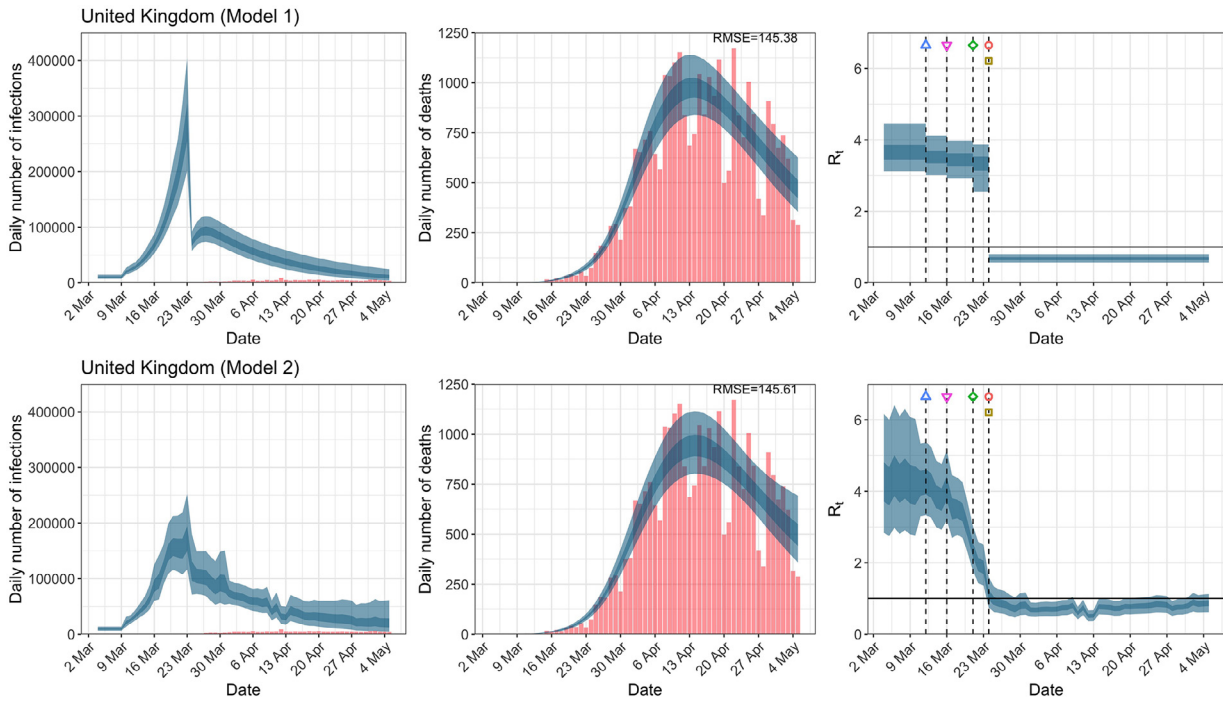 United Kingdom (Model 1)
Daily number of infections
400000
300000
200000
100000
0
2 Mar
9 Mar
16 Mar
23 Mar
30 Mar
6 Apr
13 Apr
20 Apr
27 Apr
4 May
Date
Daily number of deaths
RMSE=145.38
1250
1000
750
500
250
0
2 Mar
9 Mar
16 Mar
23 Mar
30 Mar
6 Apr
13 Apr
20 Apr
27 Apr
4 May
Date
Rt
6
4
2
0
2 Mar
9 Mar
16 Mar
23 Mar
30 Mar
6 Apr
13 Apr
20 Apr
27 Apr
4 May
Date
United Kingdom (Model 2)
Daily number of infections
400000
300000
200000
100000
0
2 Mar
9 Mar
16 Mar
23 Mar
30 Mar
6 Apr
13 Apr
20 Apr
27 Apr
4 May
Date
Daily number of deaths
RMSE=145.61
1250
1000
750
500
250
0
2 Mar
9 Mar
16 Mar
23 Mar
30 Mar
6 Apr
13 Apr
20 Apr
27 Apr
4 May
Date
Rt
6
4
2
0
2 Mar
9 Mar
16 Mar
23 Mar
30 Mar
6 Apr
13 Apr
20 Apr
27 Apr
4 May
Date